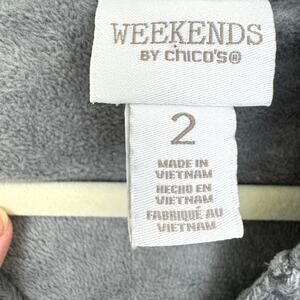 WEEKENDS
BY chico's®
2
MADE IN
VIETNAM
HECHO EN
VIETNAM
FABRIQUÉ AU
VIETNAM